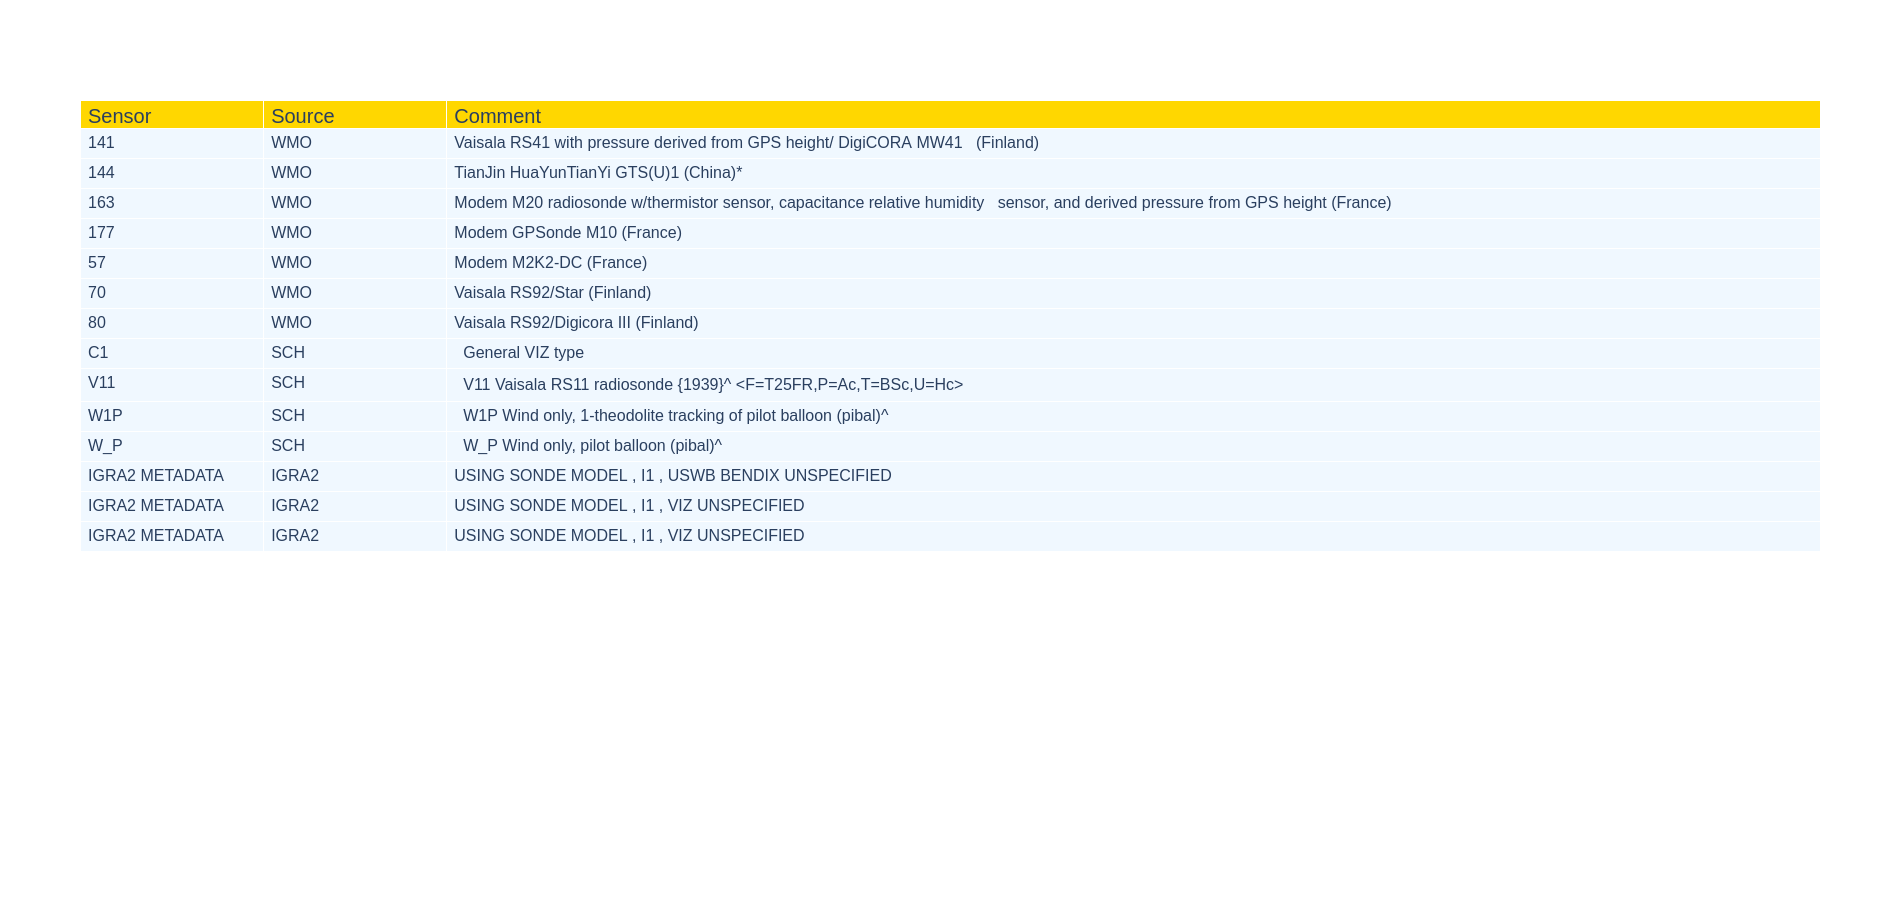 Sensor Source Comment
141 WMO Vaisala RS41 with pressure derived from GPS height/ DigiCORA MW41 (Finland)
144 WMO TianJin HuaYunTianYi GTS(U)1 (China)*
163 WMO Modem M20 radiosonde w/thermistor sensor, capacitance relative humidity sensor, and derived pressure from GPS height (France)
177 WMO Modem GPSonde M10 (France)
57 WMO Modem M2K2-DC (France)
70 WMO Vaisala RS92/Star (Finland)
80 WMO Vaisala RS92/Digicora III (Finland)
C1 SCH General VIZ type
V11 SCH V11 Vaisala RS11 radiosonde {1939}^ <F=T25FR,P=Ac,T=BSc,U=Hc>
W1P SCH W1P Wind only, 1-theodolite tracking of pilot balloon (pibal)^
W_P SCH W_P Wind only, pilot balloon (pibal)^
IGRA2 METADATA IGRA2 USING SONDE MODEL , I1 , USWB BENDIX UNSPECIFIED
IGRA2 METADATA IGRA2 USING SONDE MODEL , I1 , VIZ UNSPECIFIED
IGRA2 METADATA IGRA2 USING SONDE MODEL , I1 , VIZ UNSPECIFIED